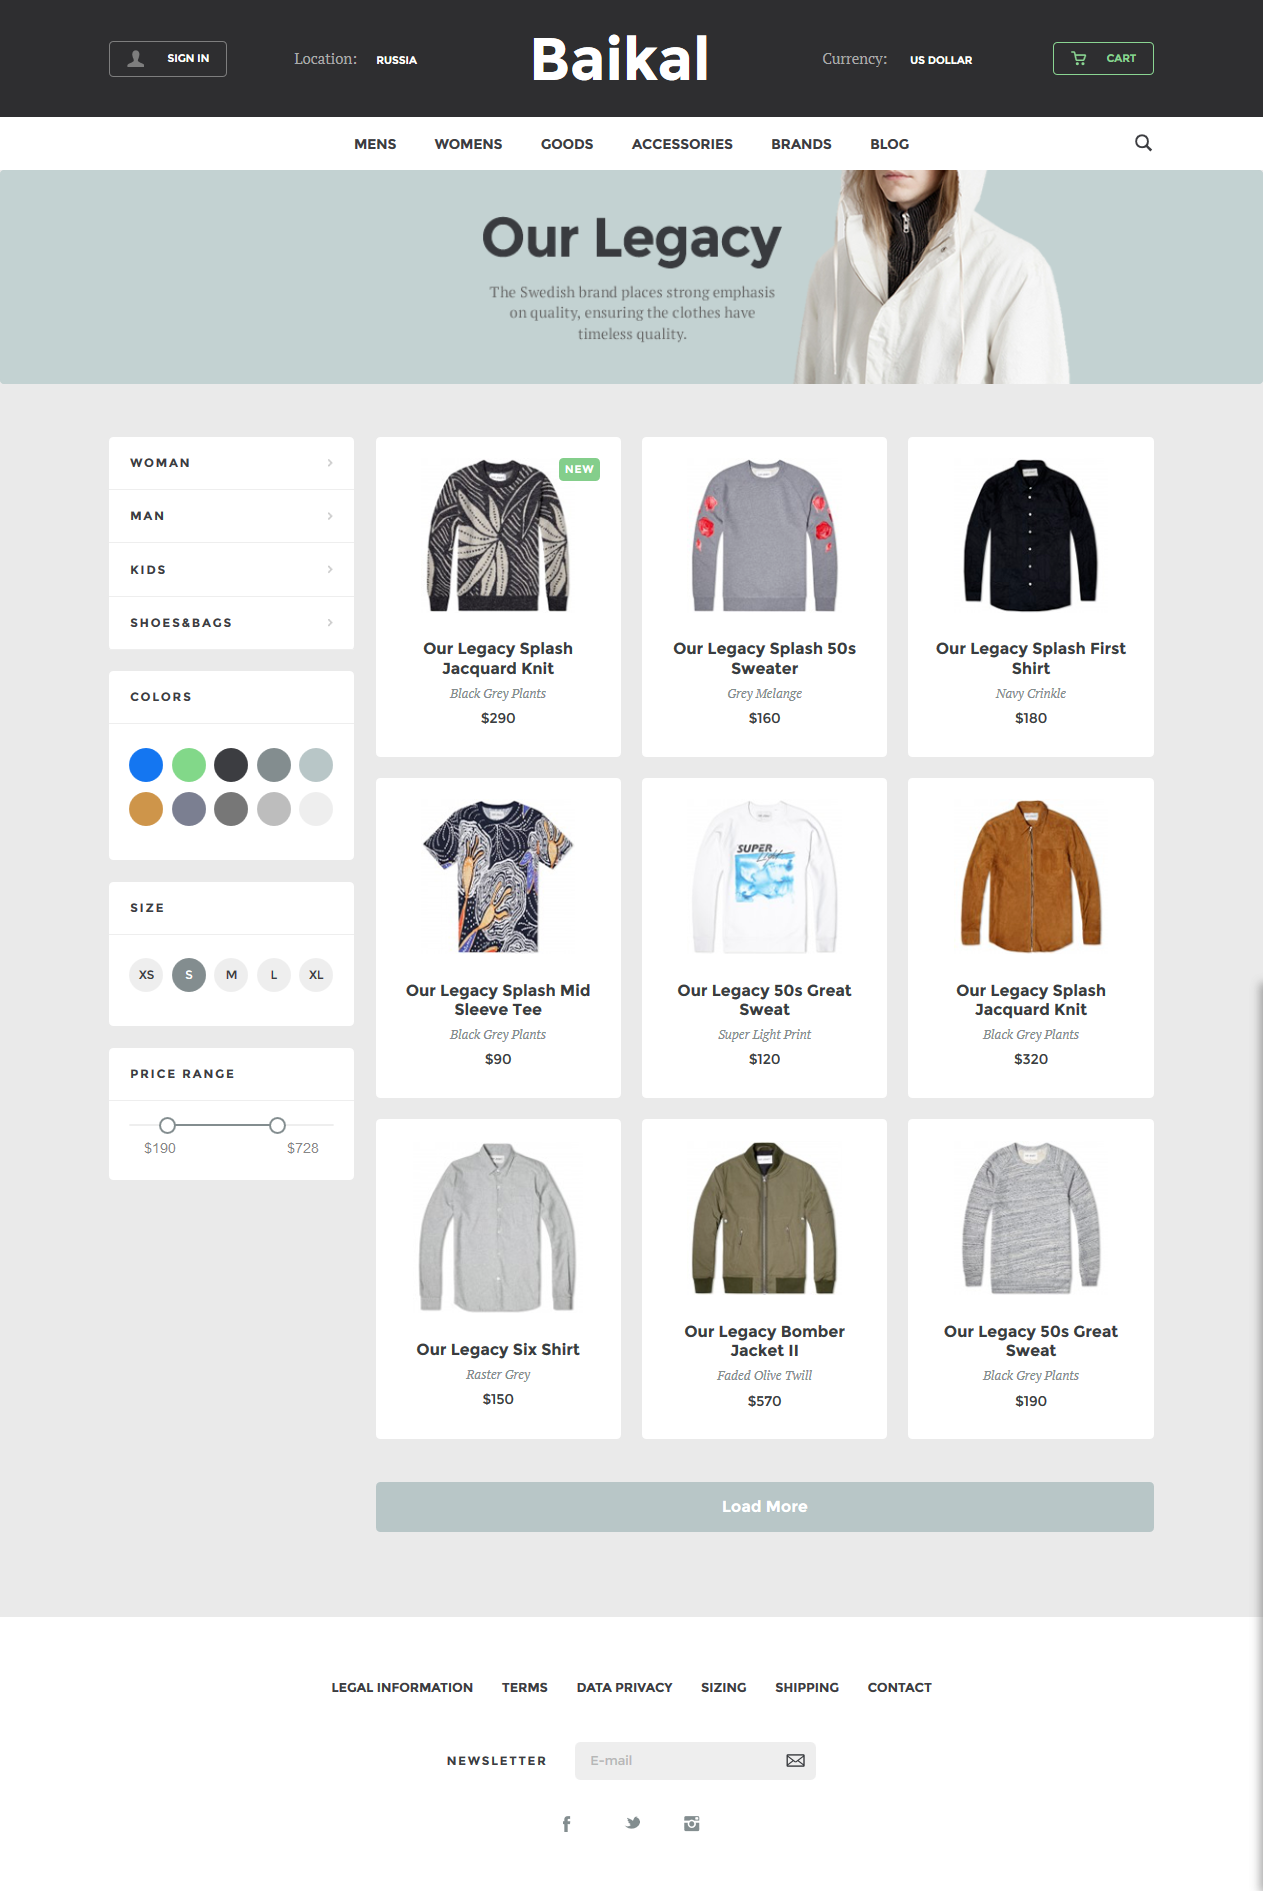 SIGN IN
Location: RUSSIA
Baikal
Currency: US DOLLAR
CART
MENS WOMENS GOODS ACCESSORIES BRANDS BLOG
Our Legacy
The Swedish brand places strong emphasis
on quality, ensuring the clothes have
timeless quality.
WOMAN
MAN
KIDS
SHOES&BAGS
COLORS
SIZE
XS S M L XL
PRICE RANGE
$190 $728
NEW
Our Legacy Splash
Jacquard Knit
Black Grey Plants
$290
Our Legacy Splash 50s
Sweater
Grey Melange
$160
Our Legacy Splash First
Shirt
Navy Crinkle
$180
Our Legacy Splash Mid
Sleeve Tee
Black Grey Plants
$90
SUPER
Light
Our Legacy 50s Great
Sweat
Super Light Print
$120
Our Legacy Splash
Jacquard Knit
Black Grey Plants
$320
Our Legacy Six Shirt
Raster Grey
$150
Our Legacy Bomber
Jacket II
Faded Olive Twill
$570
Our Legacy 50s Great
Sweat
Black Grey Plants
$190
Load More
LEGAL INFORMATION TERMS DATA PRIVACY SIZING SHIPPING CONTACT
NEWSLETTER E-mail